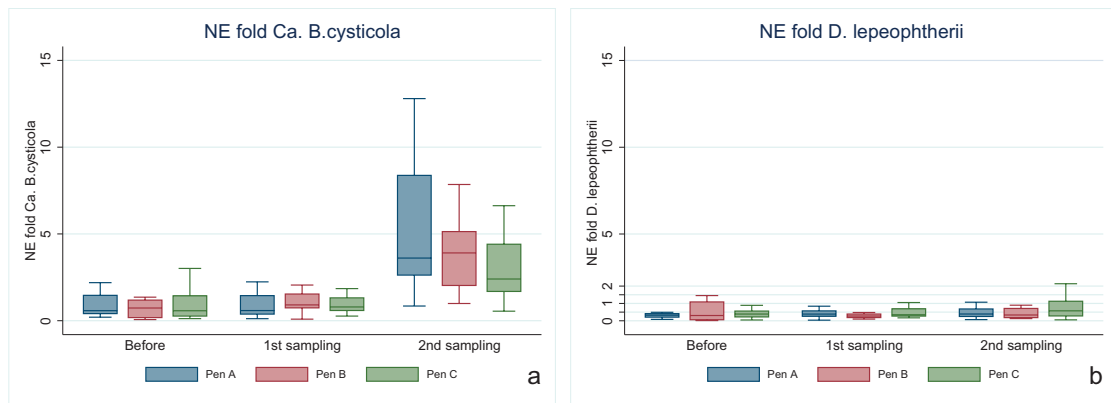 NE fold Ca. B.cysticola
NE fold Ca. B.cysticola
15
10
5
0
Before
1st sampling
2nd sampling
Pen A
Pen B
Pen C
a
NE fold D. lepeophtherii
NE fold D. lepeophtherii
15
10
5
2
1
0
Before
1st sampling
2nd sampling
Pen A
Pen B
Pen C
b